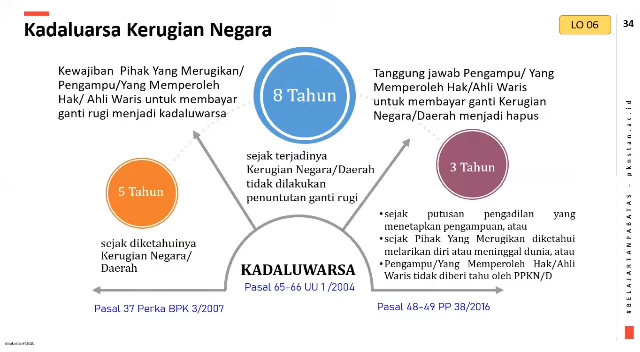 Kadaluarsa Kerugian Negara
LO 06
34
Kewajiban Pihak Yang Merugikan/
Pengampu/Yang Memperoleh
Hak/ Ahli Waris untuk membayar
ganti rugi menjadi kadaluwarsa
8 Tahun
Tanggung jawab Pengampu/ Yang
Memperoleh Hak/Ahli Waris
untuk membayar ganti Kerugian
Negara/Daerah menjadi hapus
sejak terjadinya
Kerugian Negara/Daerah
tidak dilakukan
penuntutan ganti rugi
5 Tahun
3 Tahun
sejak diketahuinya
Kerugian Negara/
Daerah
•sejak putusan pengadilan yang
menetapkan pengampuan, atau
•sejak Pihak Yang Merugikan diketahui
melarikan diri atau meninggal dunia, atau
•Pengampu/Yang Memperoleh Hak/Ahli
Waris tidak diberi tahu oleh PPKN/D
KADALUWARSA
Pasal 65-66 UU 1 /2004
Pasal 37 Perka BPK 3/2007
Pasal 48-49 PP 38/2016
#BELAJARTANPABATAS - pknstan.ac.id